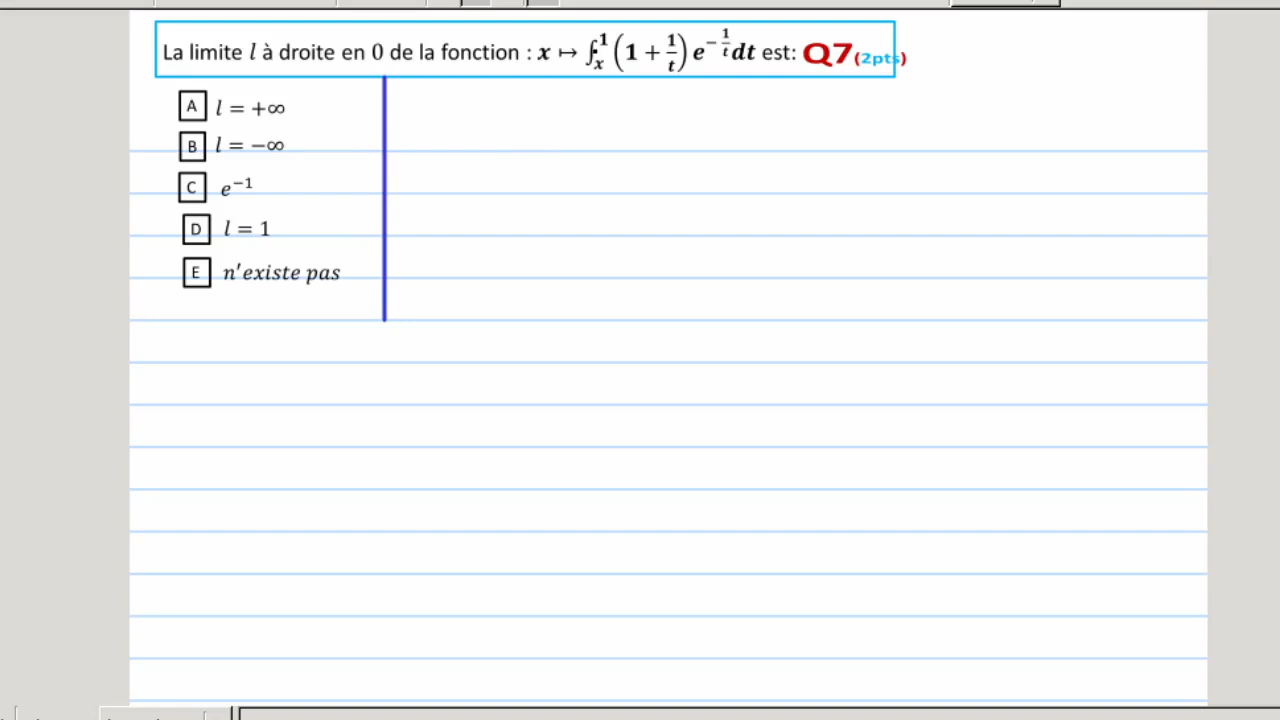 La limite l à droite en 0 de la fonction : x ↦ ∫ₓ¹ (1 + 1/t) e^(-1/t) dt est: Q7(2pts)
A l = +∞
B l = −∞
C e⁻¹
D l = 1
E n'existe pas